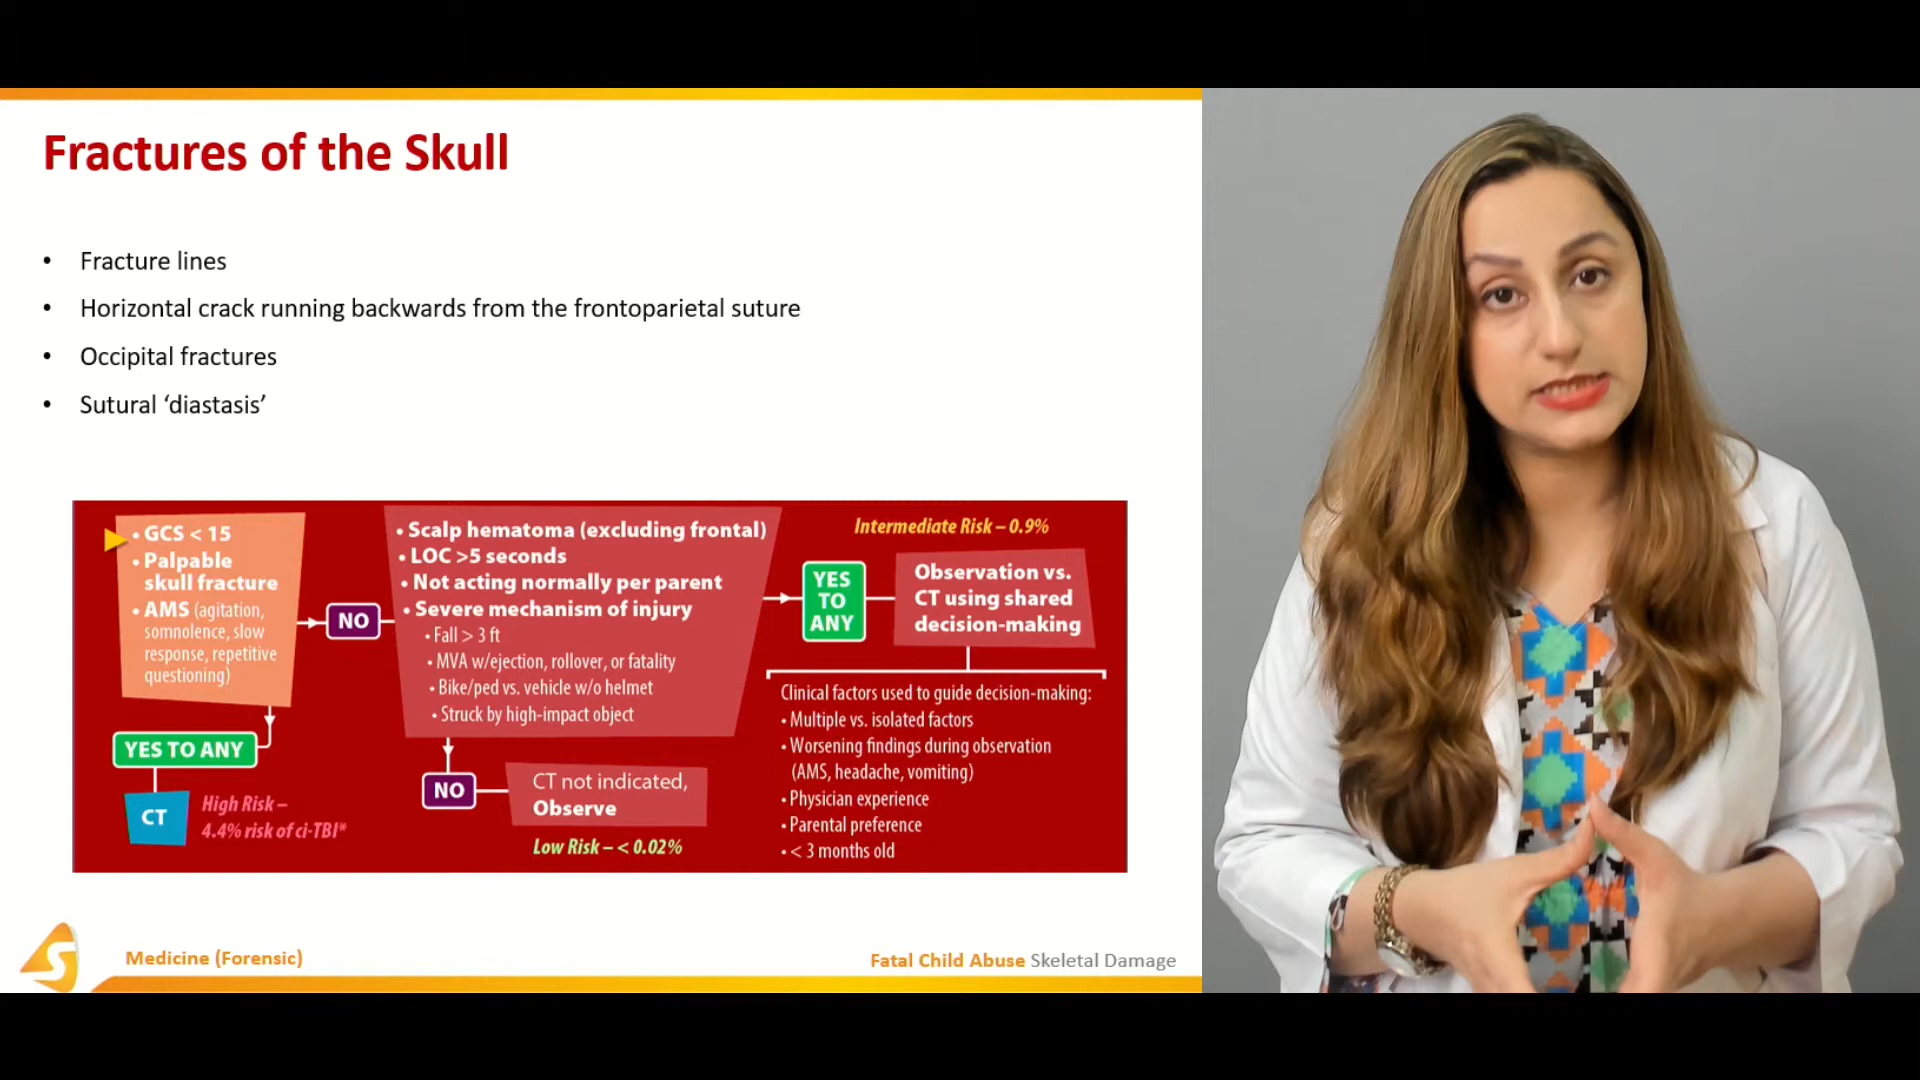 Fractures of the Skull
• Fracture lines
• Horizontal crack running backwards from the frontoparietal suture
• Occipital fractures
• Sutural ‘diastasis’
• GCS < 15
• Palpable
skull fracture
• AMS (agitation,
somnolence, slow
response, repetitive
questioning)
YES TO ANY
CT
High Risk –
4.4% risk of ci-TBI*
NO
• Scalp hematoma (excluding frontal)
• LOC >5 seconds
• Not acting normally per parent
• Severe mechanism of injury
• Fall > 3 ft
• MVA w/ejection, rollover, or fatality
• Bike/ped vs. vehicle w/o helmet
• Struck by high-impact object
NO
CT not indicated,
Observe
Low Risk – < 0.02%
YES
TO
ANY
Intermediate Risk – 0.9%
Observation vs.
CT using shared
decision-making
Clinical factors used to guide decision-making:
• Multiple vs. isolated factors
• Worsening findings during observation
(AMS, headache, vomiting)
• Physician experience
• Parental preference
• < 3 months old
S
Medicine (Forensic)
Fatal Child Abuse Skeletal Damage